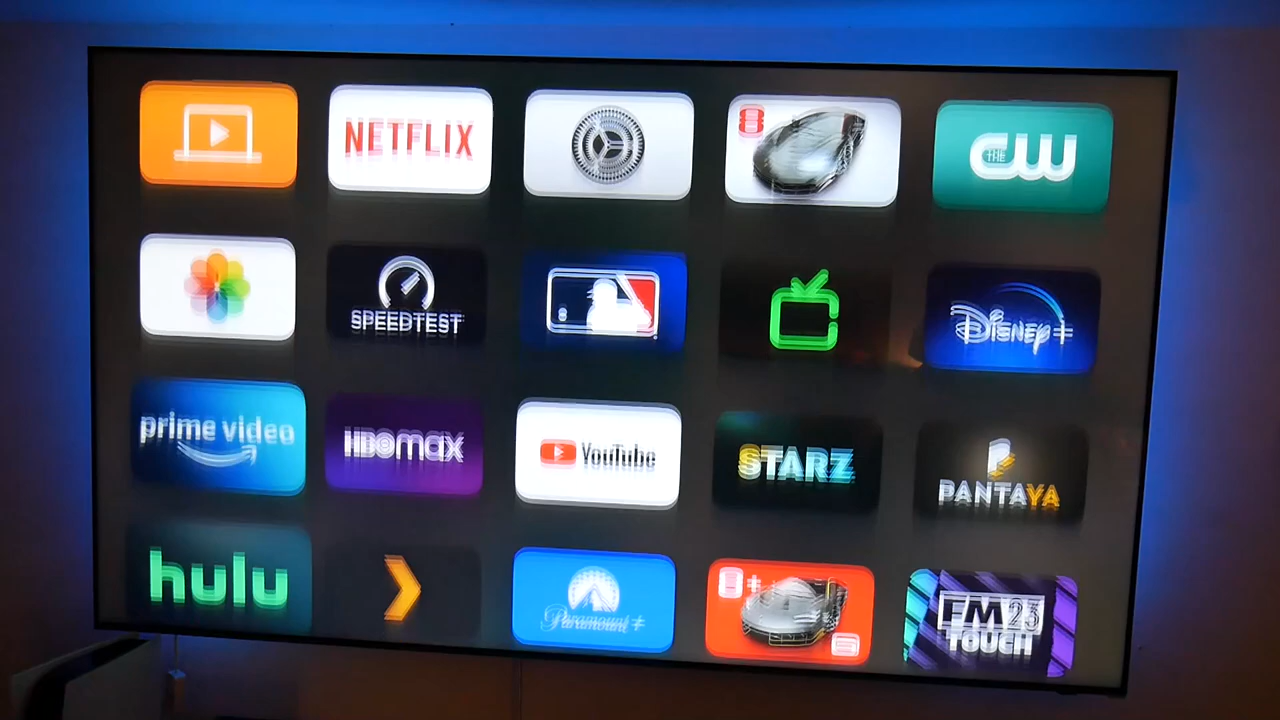 NETFLIX
THE CW
SPEEDTEST
Disney+
prime video
HBOmax
YouTube
STARZ
PANTAYA
hulu
Paramount+
FM23
TOUCH